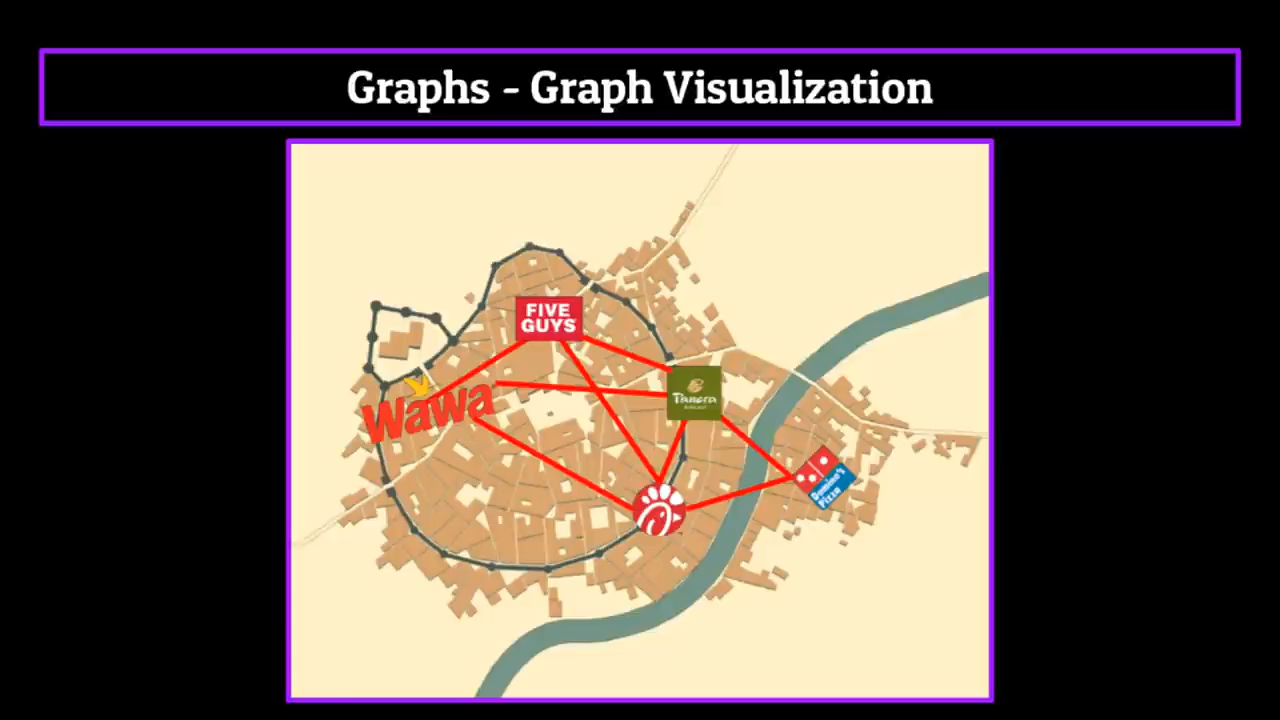 Graphs - Graph Visualization
FIVE
GUYS
Wawa
Panera
Domino's
Pizza